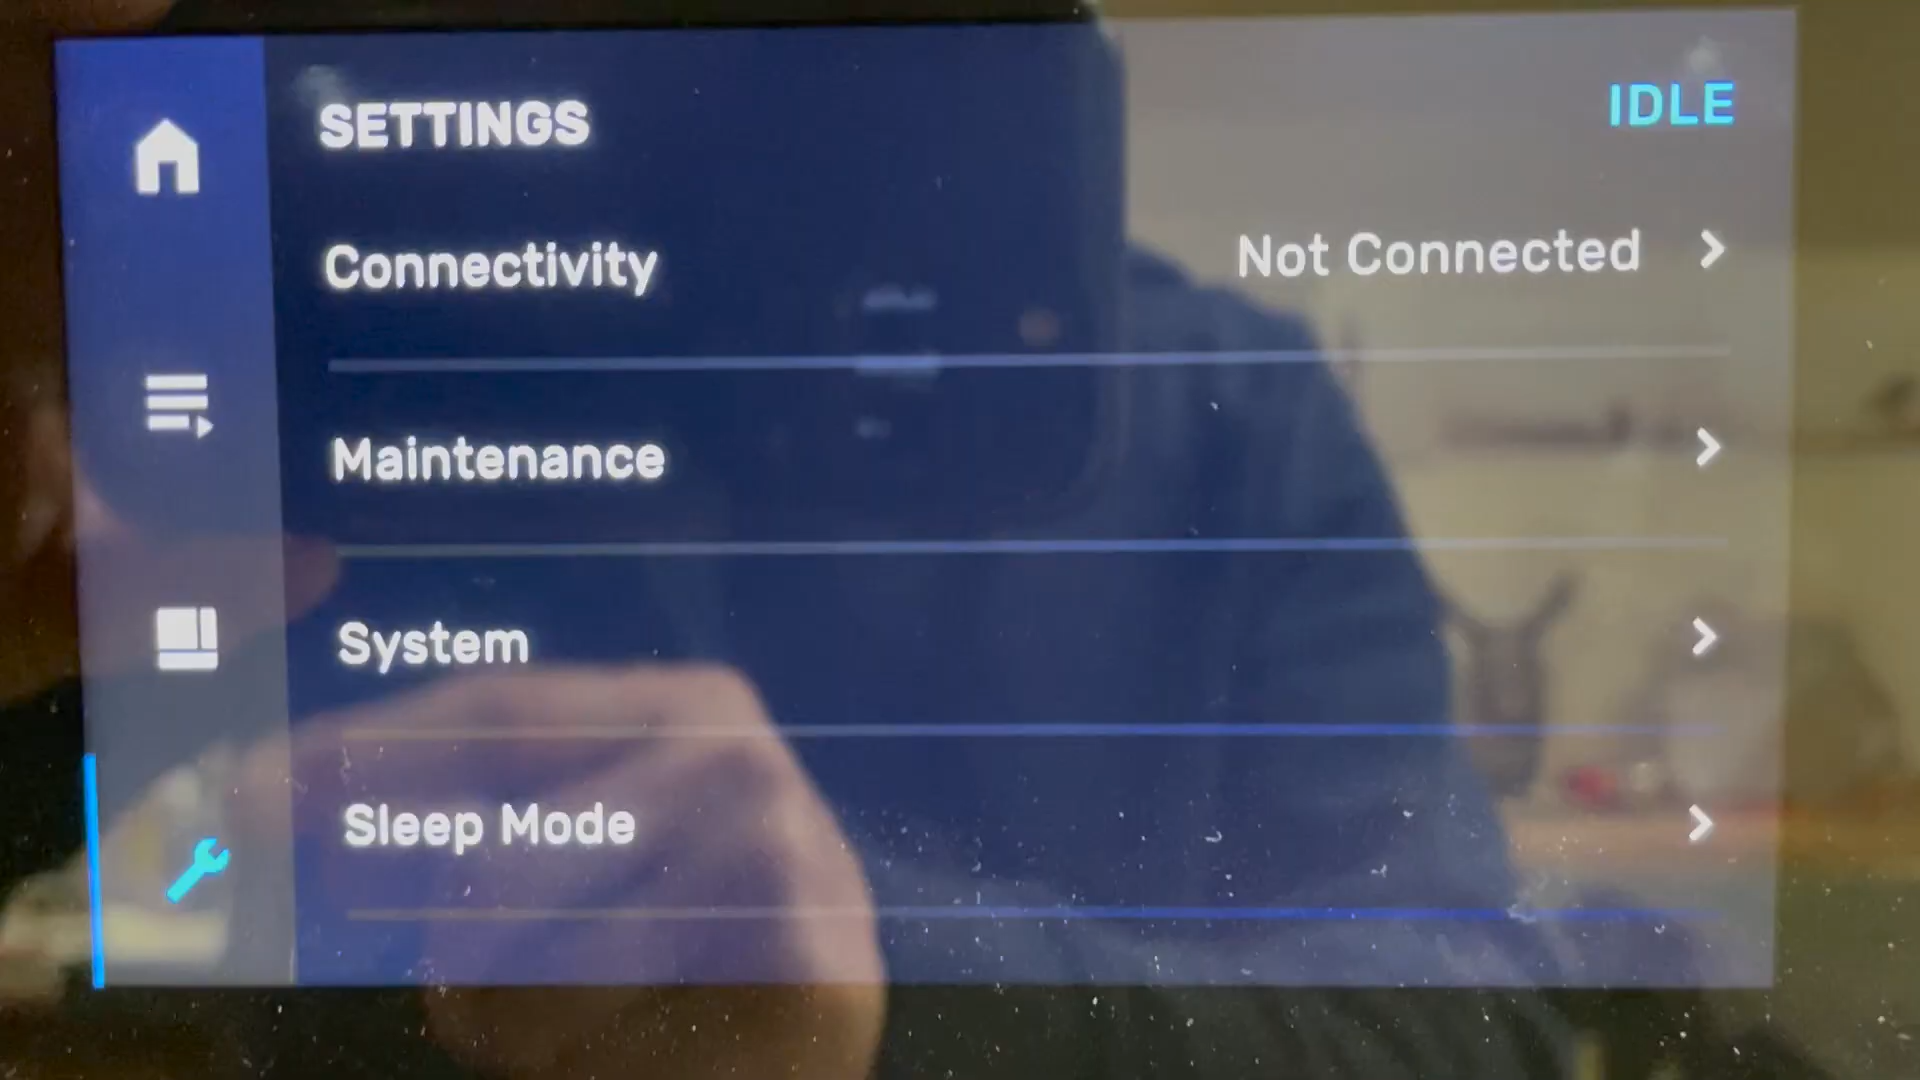 SETTINGS
IDLE
Connectivity
Not Connected
Maintenance
System
Sleep Mode